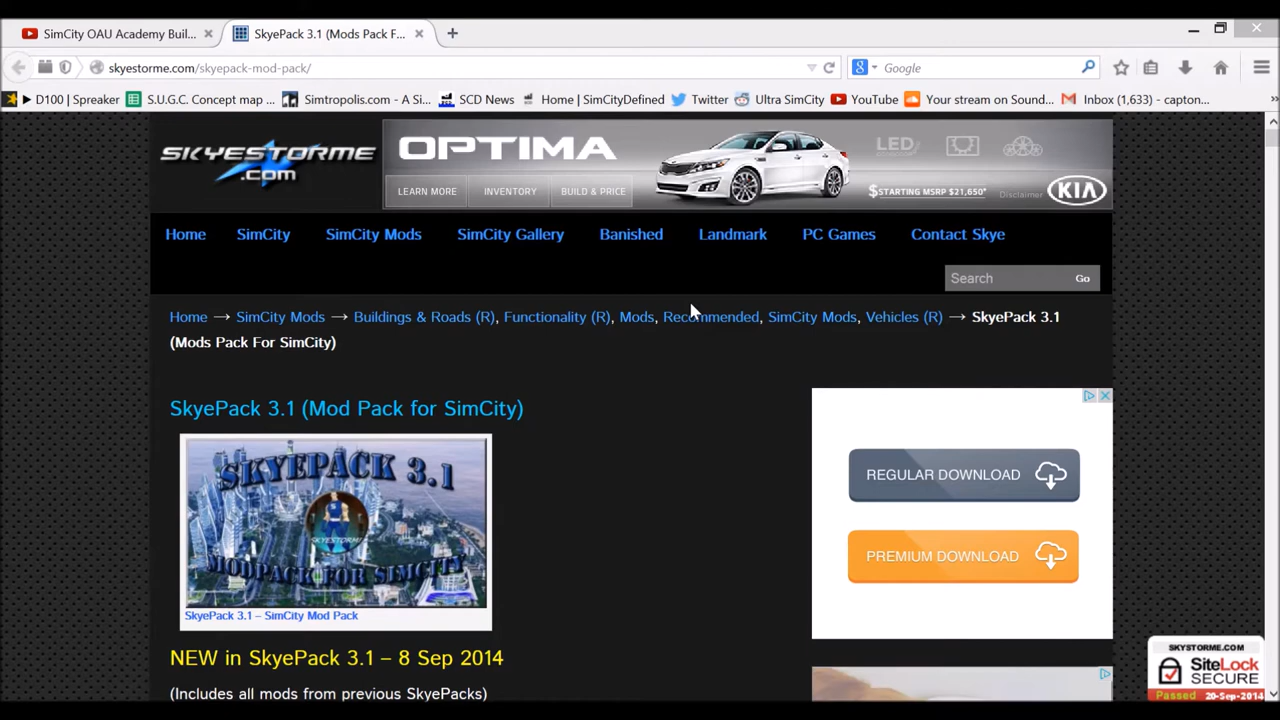 SimCity OAU Academy Buil...
SkyePack 3.1 (Mods Pack F...
skyestorme.com/skyepack-mod-pack/
Google
D100 | Spreaker
S.U.G.C. Concept map ...
Simtropolis.com - A Si...
SCD News
Home | SimCityDefined
Twitter
Ultra SimCity
YouTube
Your stream on Sound...
Inbox (1,633) - capton...
SKYESTORME
.COM
OPTIMA
LED
LEARN MORE
INVENTORY
BUILD & PRICE
$STARTING MSRP $21,650*
Disclaimer
KIA
Home
SimCity
SimCity Mods
SimCity Gallery
Banished
Landmark
PC Games
Contact Skye
Search
Go
Home → SimCity Mods → Buildings & Roads (R), Functionality (R), Mods, Recommended, SimCity Mods, Vehicles (R) → SkyePack 3.1
(Mods Pack For SimCity)
SkyePack 3.1 (Mod Pack for SimCity)
SKYEPACK 3.1
SKYESTORME
MODPACK FOR SIMCITY
SkyePack 3.1 – SimCity Mod Pack
REGULAR DOWNLOAD
PREMIUM DOWNLOAD
NEW in SkyePack 3.1 – 8 Sep 2014
(Includes all mods from previous SkyePacks)
SKYSTORME.COM
SiteLock
SECURE
Passed 20-Sep-2014